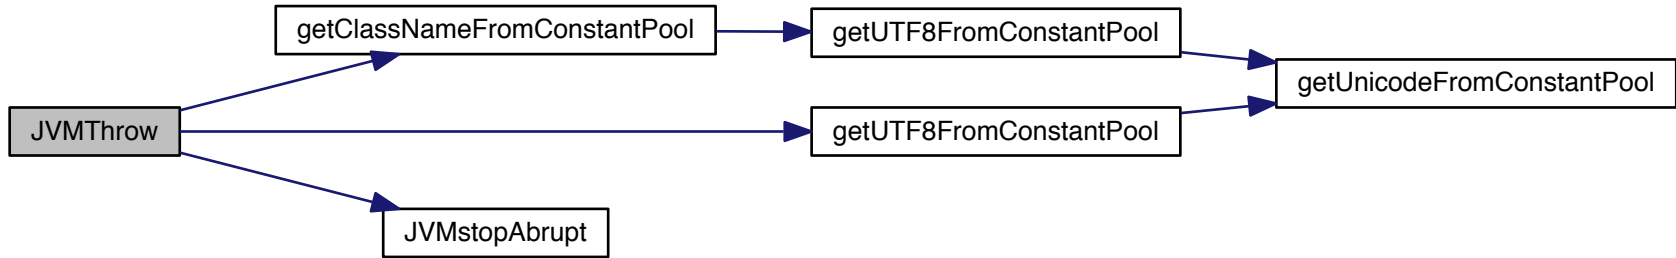 getClassNameFromConstantPool
getUTF8FromConstantPool
getUnicodeFromConstantPool
JVMThrow
getUTF8FromConstantPool
JVMstopAbrupt